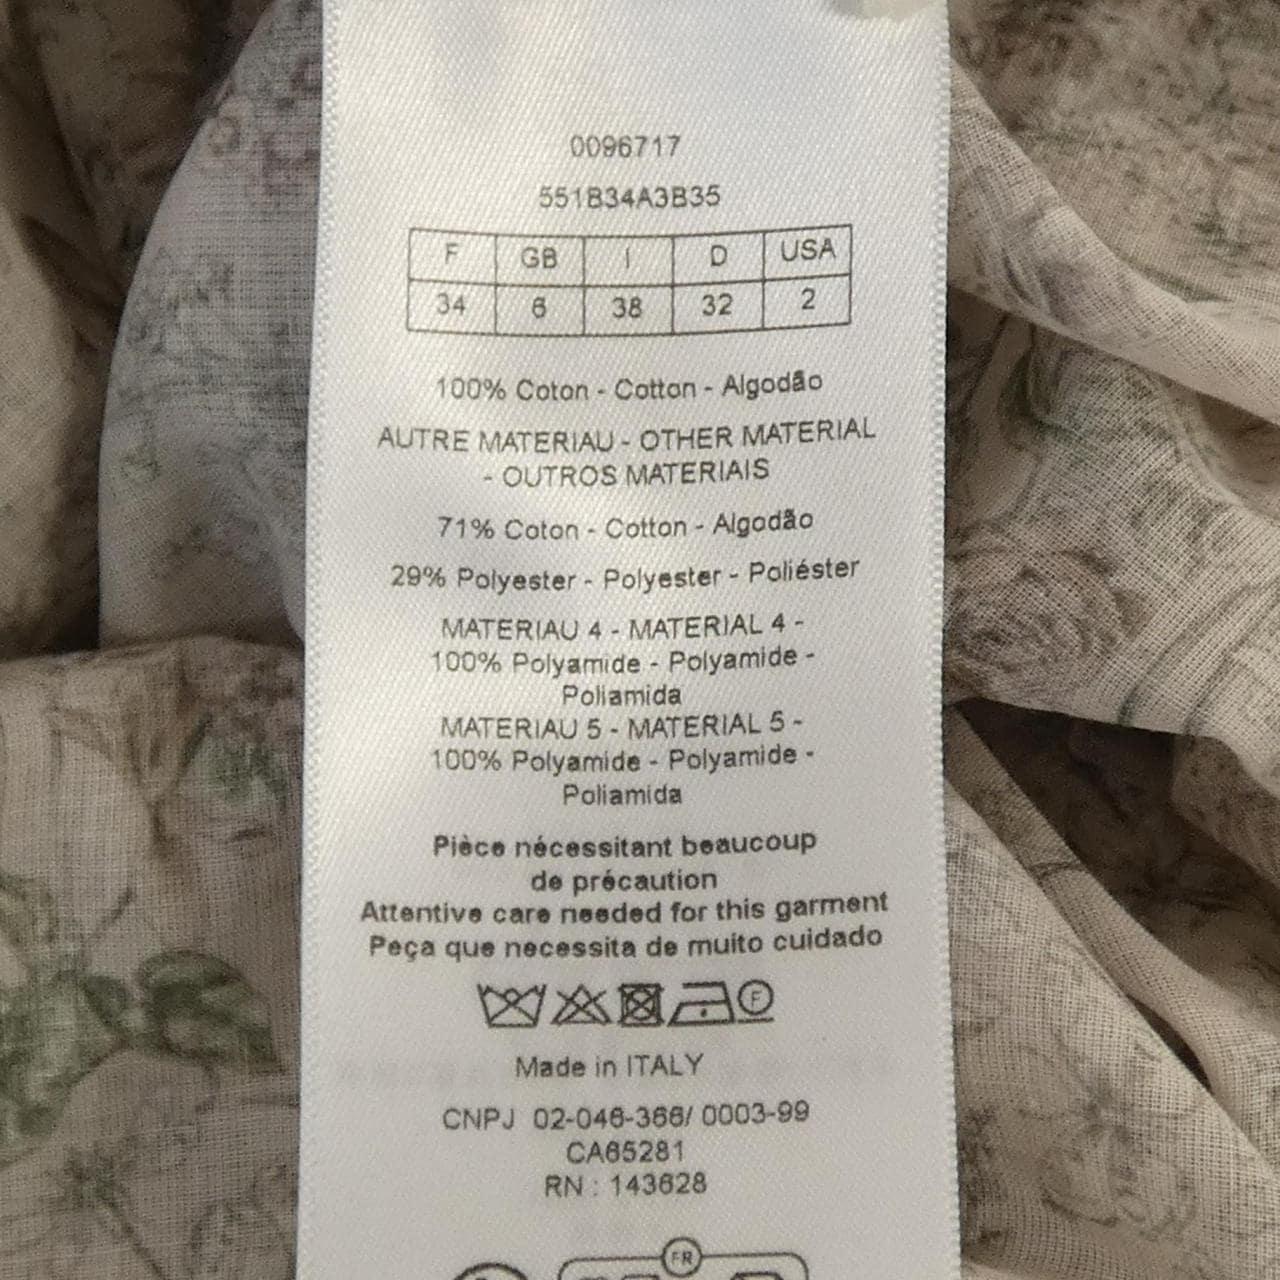 0096717
551B34A3B35
F GB I D USA
34 6 38 32 2
100% Coton - Cotton - Algodão
AUTRE MATERIAU - OTHER MATERIAL
- OUTROS MATERIAIS
71% Coton - Cotton - Algodão
29% Polyester - Polyester - Poliéster
MATERIAU 4 - MATERIAL 4 -
100% Polyamide - Polyamide -
Poliamida
MATERIAU 5 - MATERIAL 5 -
100% Polyamide - Polyamide -
Poliamida
Pièce nécessitant beaucoup
de précaution
Attentive care needed for this garment
Peça que necessita de muito cuidado
F
Made in ITALY
CNPJ 02-046-366/ 0003-99
CA65281
RN : 143628
FR